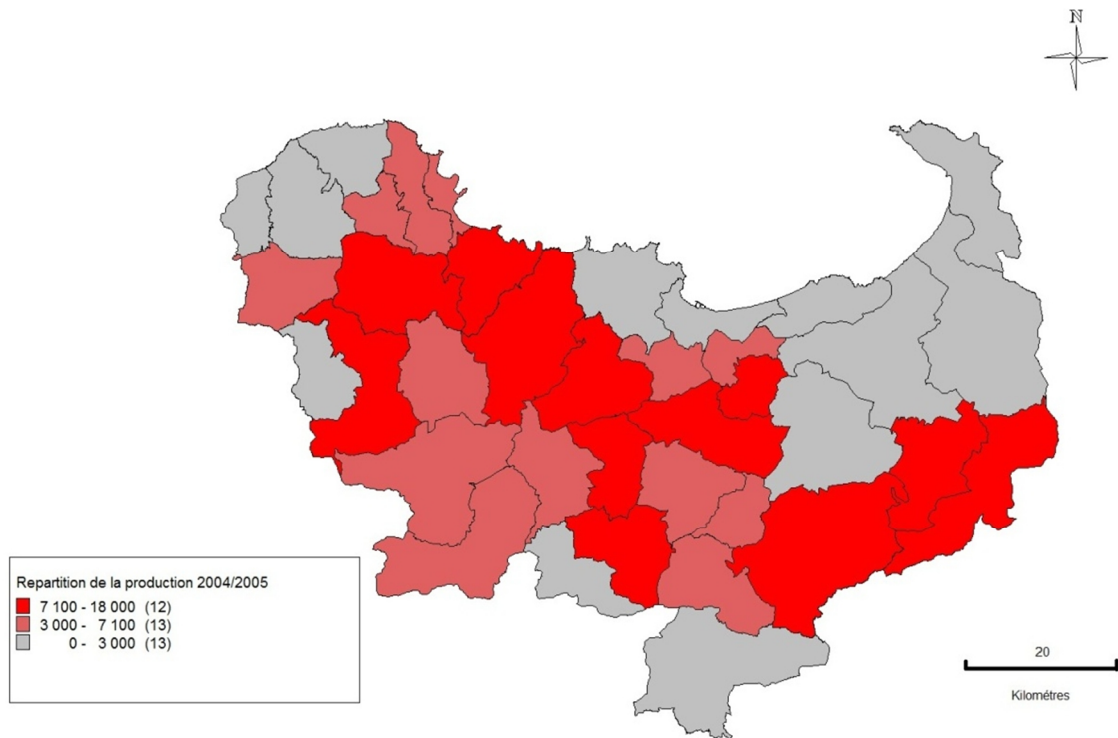 N
Repartition de la production 2004/2005
7 100 - 18 000 (12)
3 000 - 7 100 (13)
0 - 3 000 (13)
20
Kilométres